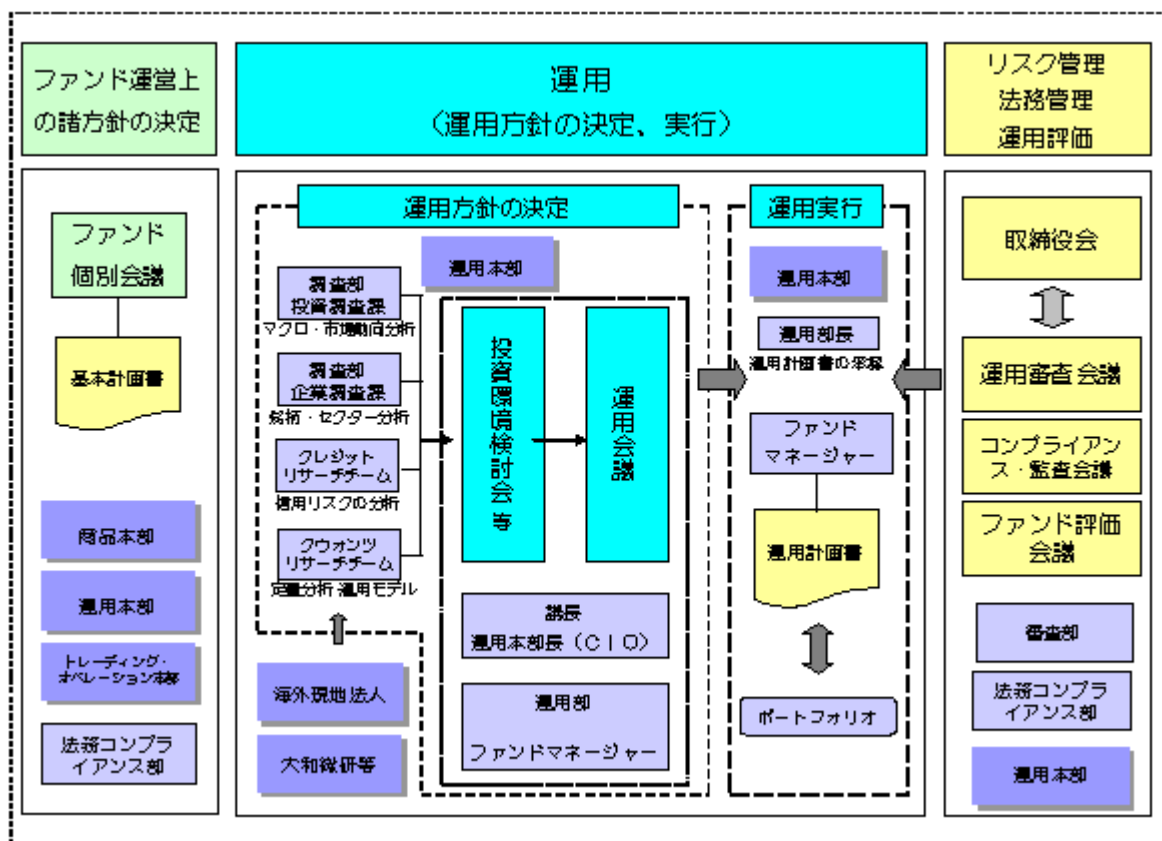 ファンド運営上
の諸方針の決定
運用
(運用方針の決定、実行)
リスク管理
法務管理
運用評価
ファンド
個別会議
基本計画書
商品本部
運用本部
トレーディング・
オペレーション本部
法務コンプラ
イアンス部
運用方針の決定
運用本部
調査部
投資調査課
マクロ・市場動向分析
調査部
企業調査課
銘柄・セクター分析
クレジット
リサーチチーム
信用リスクの分析
クウォンツ
リサーチチーム
定量分析 運用モデル
海外現地法人
大和総研等
投資環境検討会 等
運用会議
議長
運用本部長(CIO)
運用部
ファンドマネージャー
運用実行
運用本部
運用部長
運用計画書の承認
ファンド
マネージャー
運用計画書
ポートフォリオ
取締役会
運用審査会議
コンプライアン
ス・監査会議
ファンド評価
会議
審査部
法務コンプラ
イアンス部
運用本部